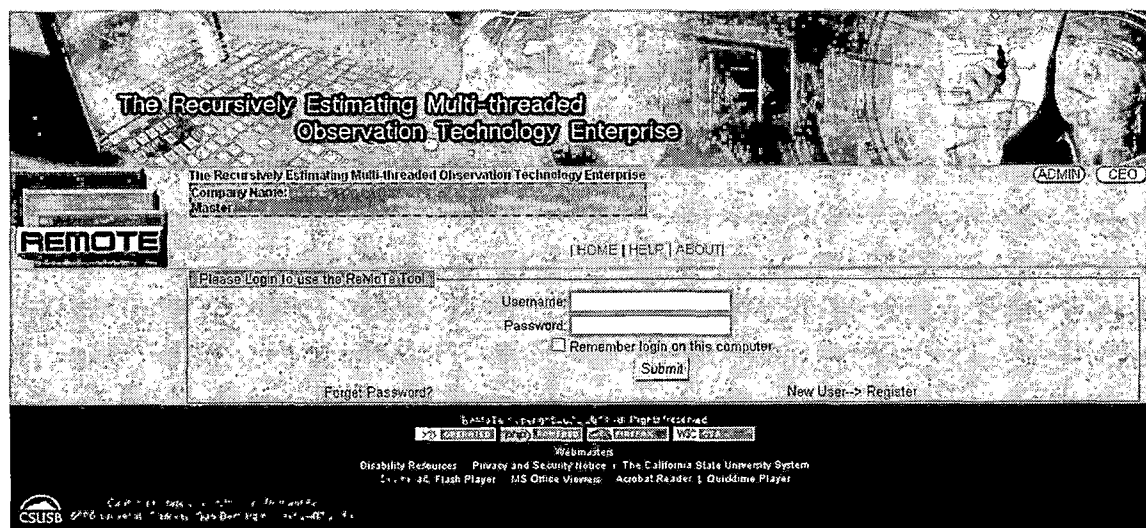 The Recursively Estimating Multi-threaded
Observation Technology Enterprise
The Recursively Estimating Multi-threaded Observation Technology Enterprise
ADMIN CEO
Company Name:
Master
REMOTE
| HOME | HELP | ABOUT|
Please Login to use the ReMoTe Tool
Username:
Password:
Remember login on this computer
Submit
Forget Password? New User--> Register
Rights Reserved
W3C
Webmasters
Disability Resources Privacy and Security Notice The California State University System
Flash Player MS Office Viewers Acrobat Reader | Quicktime Player
CSUSB